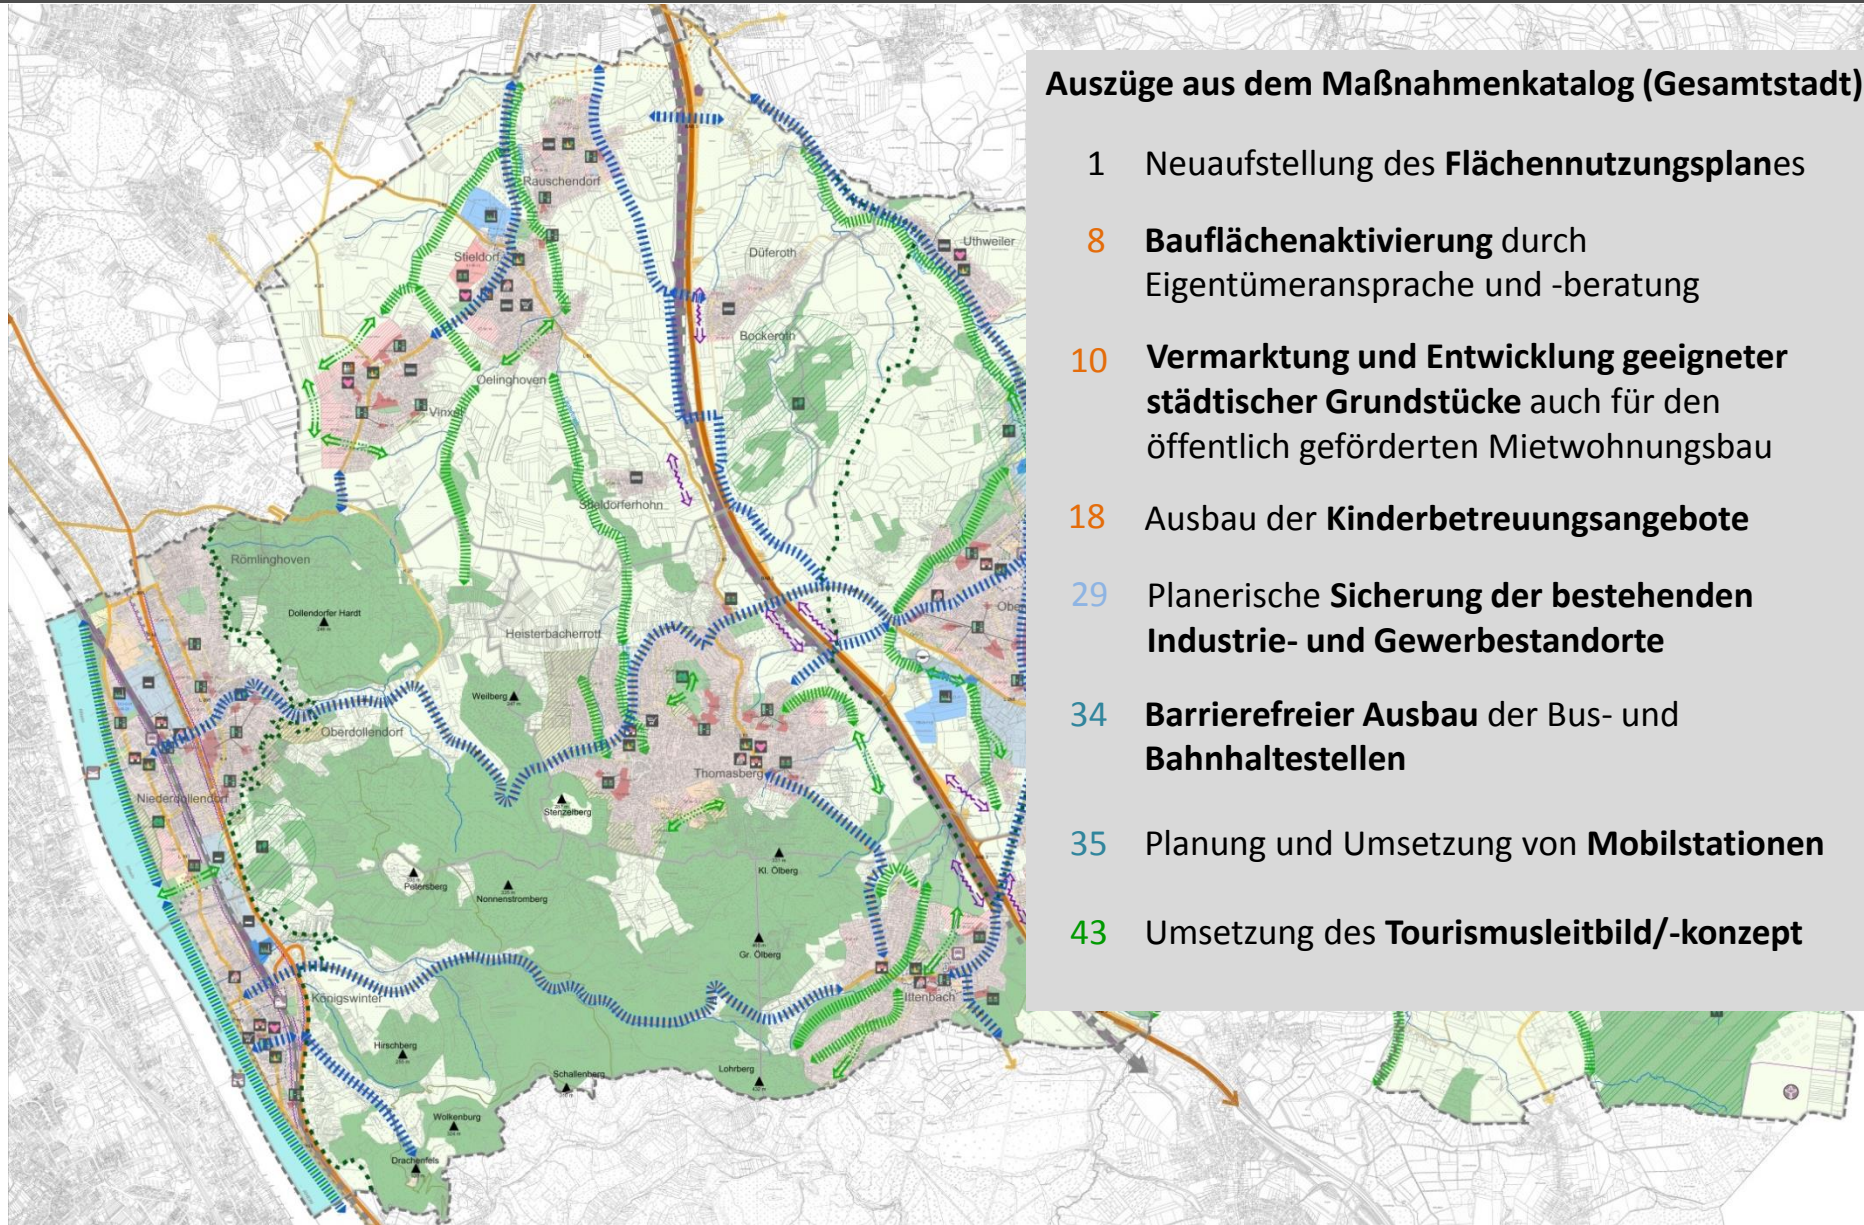 Auszüge aus dem Maßnahmenkatalog (Gesamtstadt)
1 Neuaufstellung des Flächennutzungsplanes
8 Bauflächenaktivierung durch
Eigentümeransprache und -beratung
10 Vermarktung und Entwicklung geeigneter
städtischer Grundstücke auch für den
öffentlich geförderten Mietwohnungsbau
18 Ausbau der Kinderbetreuungsangebote
29 Planerische Sicherung der bestehenden
Industrie- und Gewerbestandorte
34 Barrierefreier Ausbau der Bus- und
Bahnhaltestellen
35 Planung und Umsetzung von Mobilstationen
43 Umsetzung des Tourismusleitbild/-konzept
Rauschendorf
Stieldorf
Düferoth
Uthweiler
Bockeroth
Oelinghoven
Vinxel
Stieldorferhohn
Römlinghoven
Dollendorfer Hardt
Heisterbacherrott
Ober
Weilberg
Oberdollendorf
Thomasberg
Niederdollendorf
Stenzelberg
Kl. Ölberg
Petersberg
Nonnenstromberg
Gr. Ölberg
Ittenbach
Königswinter
Hirschberg
Schallenberg
Lohrberg
Wolkenburg
Drachenfels